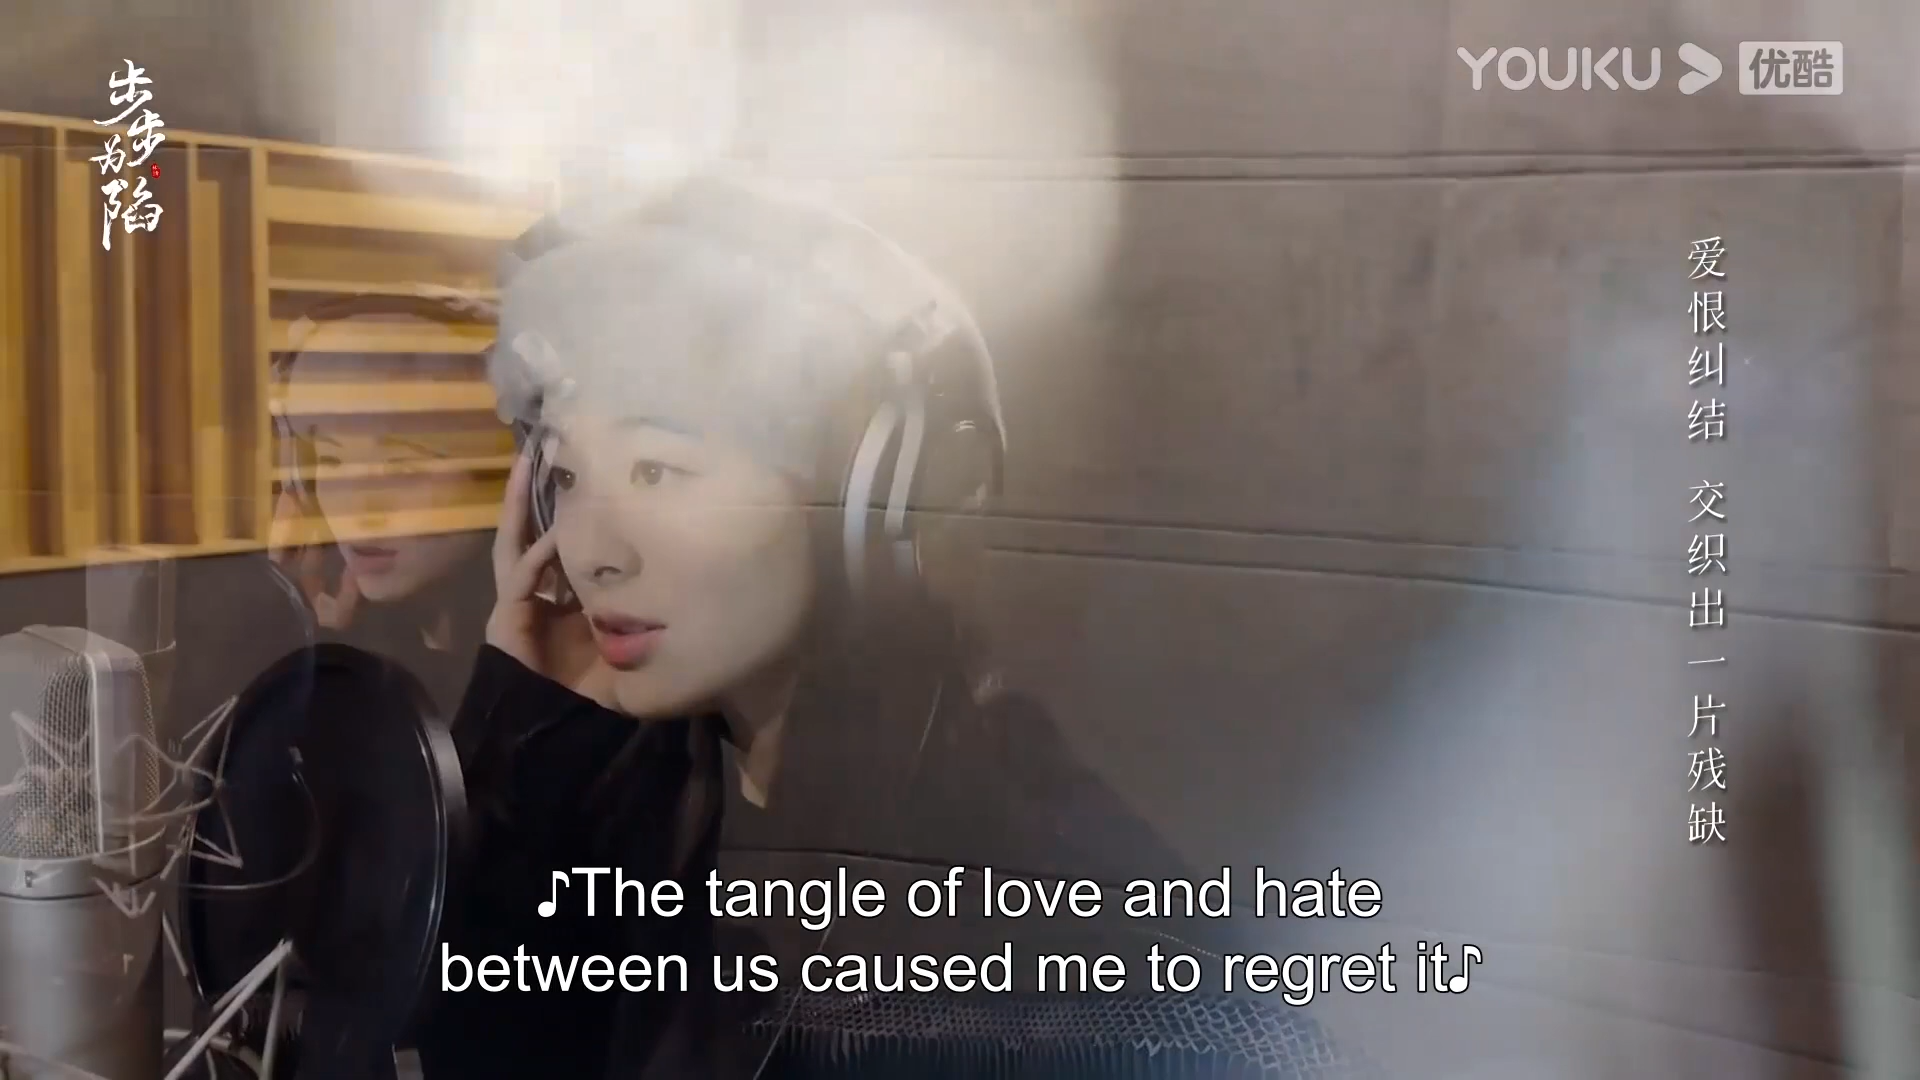 步步为陷
YOUKU 优酷
爱恨纠结 交织出一片残缺
♪The tangle of love and hate
between us caused me to regret it♪